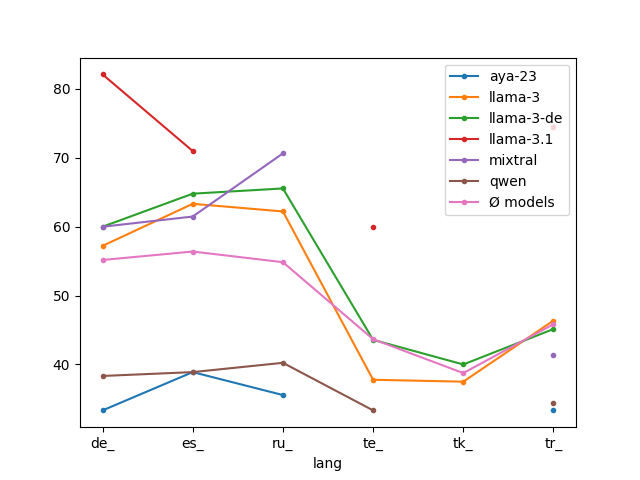 80
70
60
50
40
de_ es_ ru_ te_ tk_ tr_
lang
aya-23
llama-3
llama-3-de
llama-3.1
mixtral
qwen
Ø models